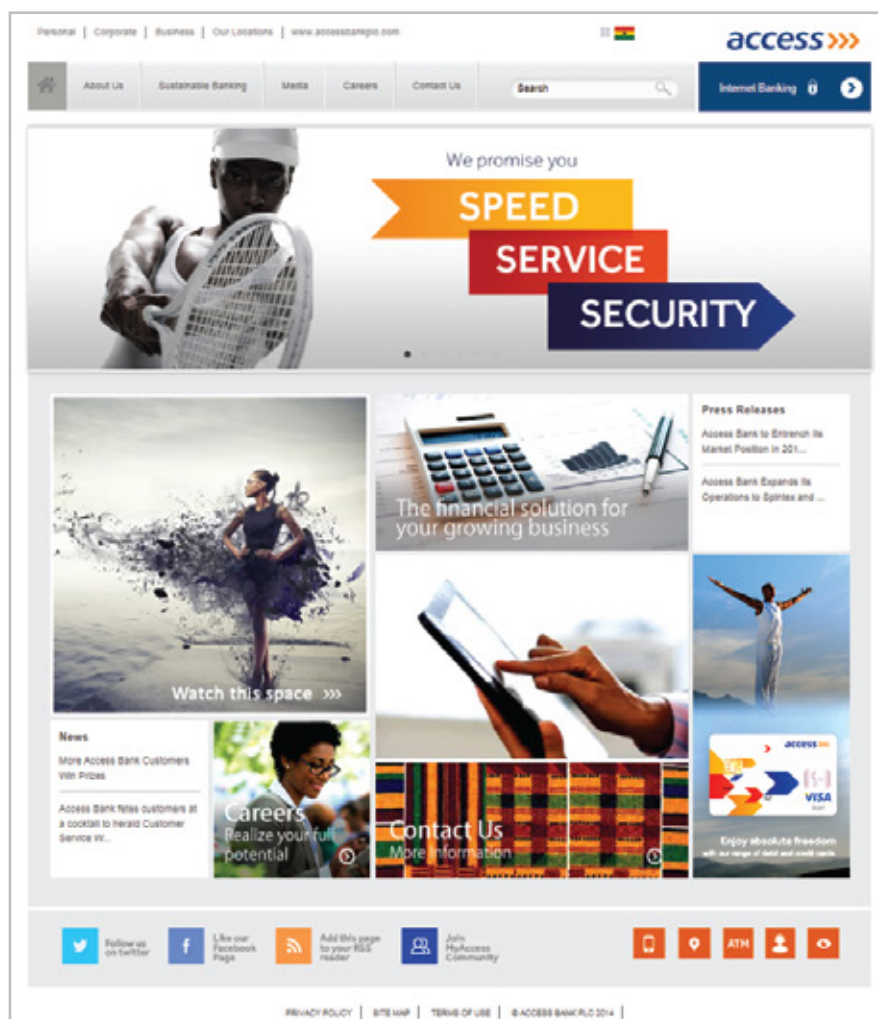 Personal | Corporate | Business | Our Locations | www.accessbankplc.com
access
About Us
Sustainable Banking
Media
Careers
Contact Us
Search
Internet Banking
We promise you
SPEED
SERVICE
SECURITY
The financial solution for
your growing business
Press Releases
Access Bank to Entrench Its
Market Position in 201...
Access Bank Expands its
Operations to Spintex and ...
Watch this space
News
More Access Bank Customers
Win Prizes
Access Bank fetes customers at
a cocktail to herald Customer
Service W...
Careers
Realize your full
potential
Contact Us
More Information
access
VISA
Enjoy absolute freedom
with our range of debit and credit cards
Follow us
on twitter
Like our
Facebook
Page
Add this page
to your RSS
reader
Join
MyAccess
Community
ATM
PRIVACY POLICY | SITE MAP | TERMS OF USE | © ACCESS BANK PLC 2014 |